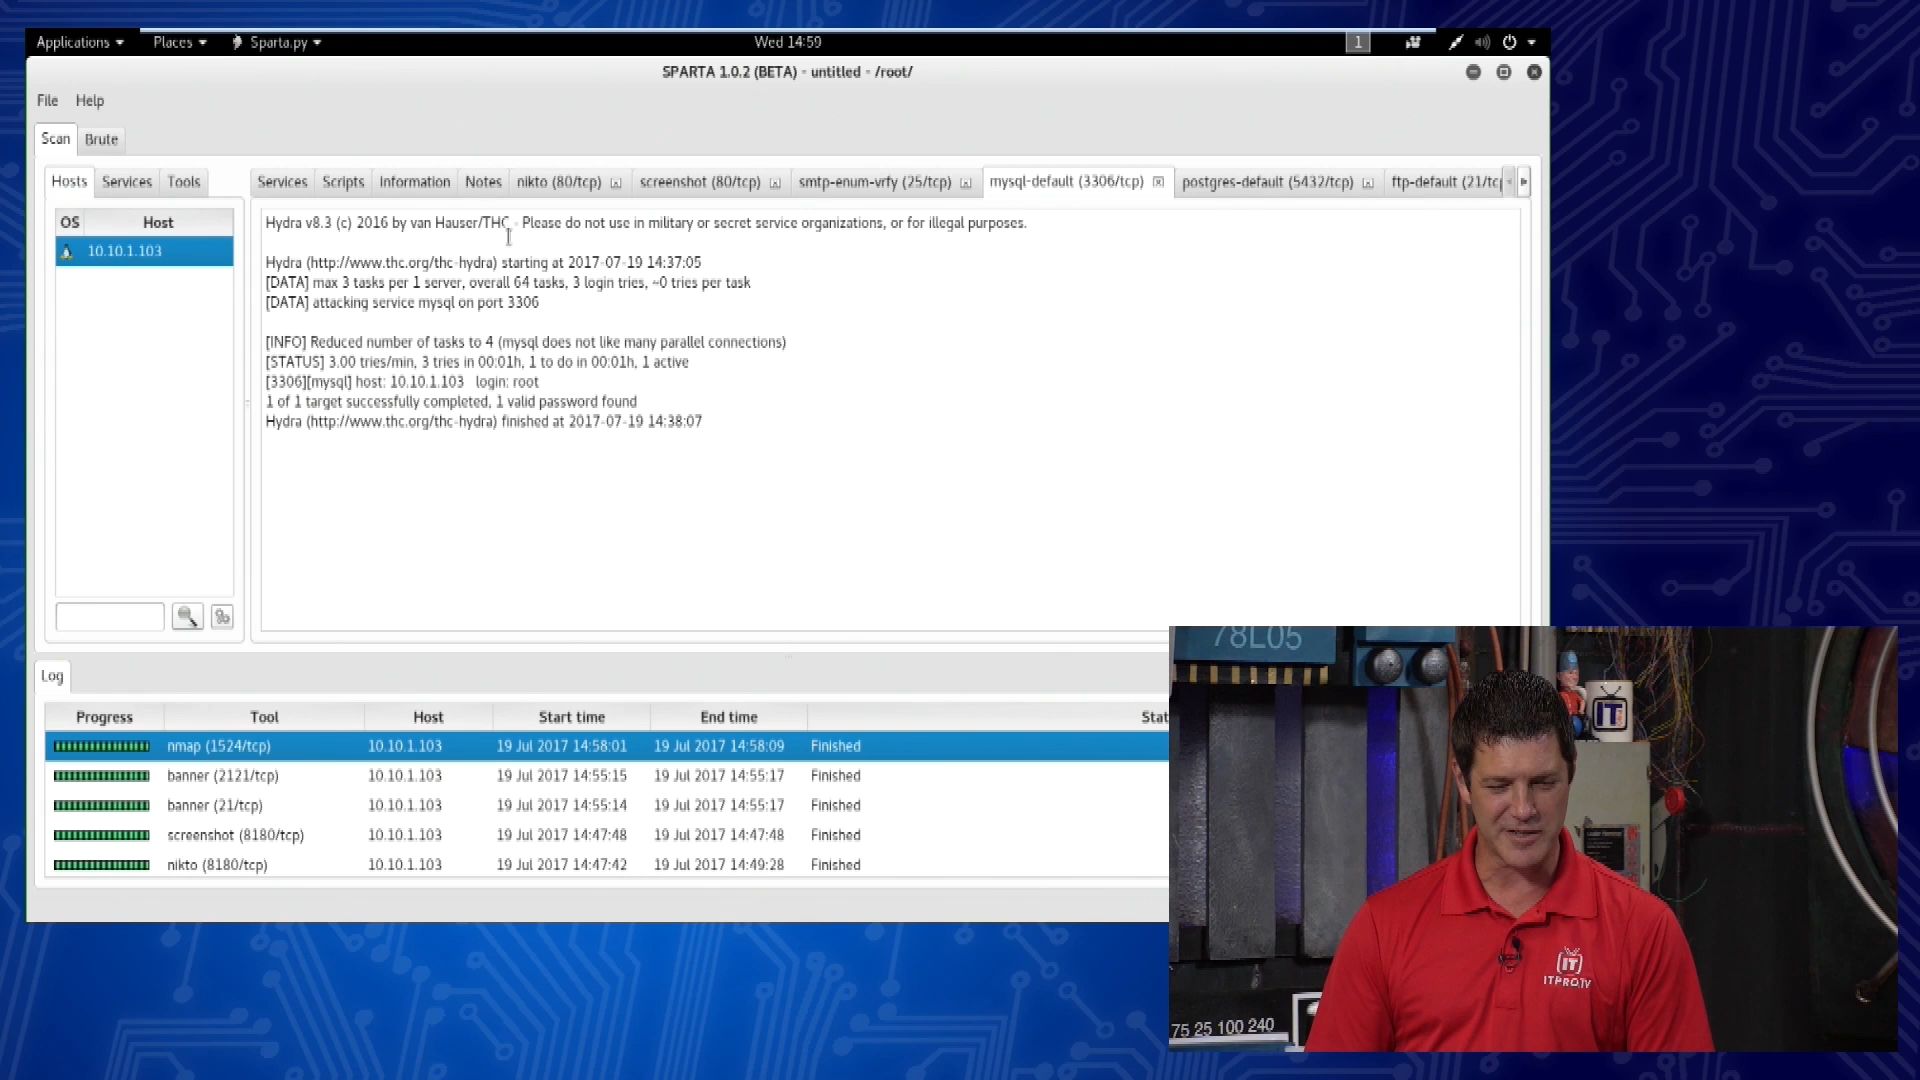 Applications Places Sparta.py Wed 14:59 1
SPARTA 1.0.2 (BETA) - untitled - /root/
File Help
Scan Brute
Hosts Services Tools
Services Scripts Information Notes nikto (80/tcp) screenshot (80/tcp) smtp-enum-vrfy (25/tcp) mysql-default (3306/tcp) postgres-default (5432/tcp) ftp-default (21/tcp
OS Host
10.10.1.103
Hydra v8.3 (c) 2016 by van Hauser/THC - Please do not use in military or secret service organizations, or for illegal purposes.
Hydra (http://www.thc.org/thc-hydra) starting at 2017-07-19 14:37:05
[DATA] max 3 tasks per 1 server, overall 64 tasks, 3 login tries, ~0 tries per task
[DATA] attacking service mysql on port 3306
[INFO] Reduced number of tasks to 4 (mysql does not like many parallel connections)
[STATUS] 3.00 tries/min, 3 tries in 00:01h, 1 to do in 00:01h, 1 active
[3306][mysql] host: 10.10.1.103 login: root
1 of 1 target successfully completed, 1 valid password found
Hydra (http://www.thc.org/thc-hydra) finished at 2017-07-19 14:38:07
Log
Progress Tool Host Start time End time Stat
nmap (1524/tcp) 10.10.1.103 19 Jul 2017 14:58:01 19 Jul 2017 14:58:09 Finished
banner (2121/tcp) 10.10.1.103 19 Jul 2017 14:55:15 19 Jul 2017 14:55:17 Finished
banner (21/tcp) 10.10.1.103 19 Jul 2017 14:55:14 19 Jul 2017 14:55:17 Finished
screenshot (8180/tcp) 10.10.1.103 19 Jul 2017 14:47:48 19 Jul 2017 14:47:48 Finished
nikto (8180/tcp) 10.10.1.103 19 Jul 2017 14:47:42 19 Jul 2017 14:49:28 Finished
78L05
IT
IT
ITPRO.TV
75 25 100 240